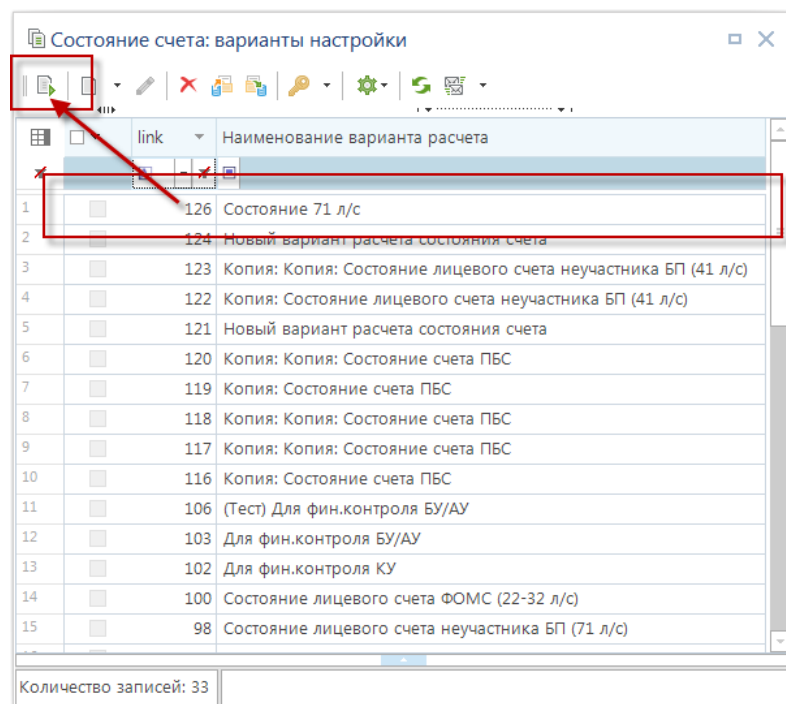 Состояние счета: варианты настройки
link Наименование варианта расчета
1 126 Состояние 71 л/с
2 124 Новый вариант расчета состояния счета
3 123 Копия: Копия: Состояние лицевого счета неучастника БП (41 л/с)
4 122 Копия: Состояние лицевого счета неучастника БП (41 л/с)
5 121 Новый вариант расчета состояния счета
6 120 Копия: Копия: Состояние счета ПБС
7 119 Копия: Состояние счета ПБС
8 118 Копия: Копия: Состояние счета ПБС
9 117 Копия: Копия: Состояние счета ПБС
10 116 Копия: Состояние счета ПБС
11 106 (Тест) Для фин.контроля БУ/АУ
12 103 Для фин.контроля БУ/АУ
13 102 Для фин.контроля КУ
14 100 Состояние лицевого счета ФОМС (22-32 л/с)
15 98 Состояние лицевого счета неучастника БП (71 л/с)
Количество записей: 33